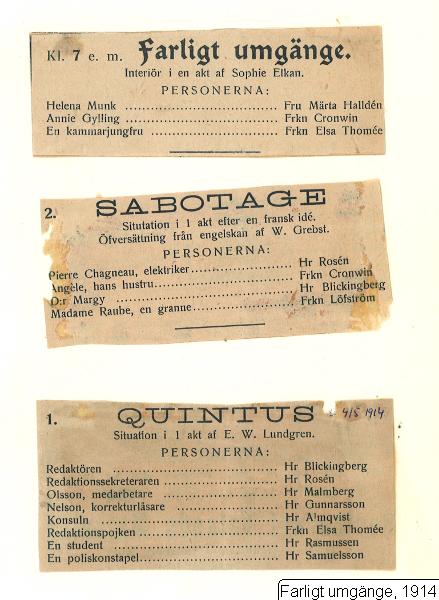 Kl. 7 e. m. Farligt umgänge.
Interiör i en akt af Sophie Elkan.
PERSONERNA:
Helena Munk ........................................ Fru Märta Halldén
Annie Gylling ........................................ Frkn Cronwin
En kammarjungfru .................................. Frkn Elsa Thomée
2. SABOTAGE
Situtation i 1 akt efter en fransk idé.
Öfversättning från engelskan af W. Grebst.
PERSONERNA:
Pierre Chagneau, elektriker ........................ Hr Rosén
Angèle, hans hustru ................................ Frkn Cronwin
D:r Margy ............................................ Hr Blickingberg
Madame Raube, en granne ........................ Frkn Löfström
1. QUINTUS 4/5 1914
Situation i 1 akt af E. W. Lundgren.
PERSONERNA:
Redaktören ........................................ Hr Blickingberg
Redaktionssekreteraren ........................ Hr Rosén
Olsson, medarbetare ............................ Hr Malmberg
Nelson, korrekturläsare ........................ Hr Gunnarsson
Konsuln ............................................ Hr Almqvist
Redaktionspojken ................................ Frkn Elsa Thomée
En student ........................................ Hr Rasmussen
En poliskonstapel ................................ Hr Samuelsson
Farligt umgänge, 1914